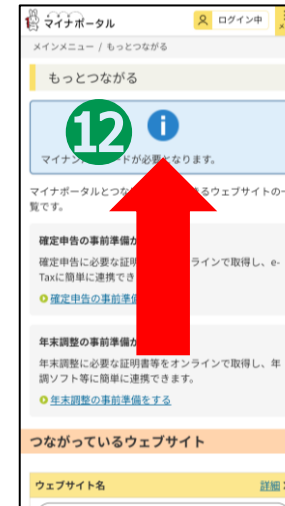 マイナポータル
ログイン中
メインメニュー / もっとつながる
もっとつながる
12
マイナン ードが必要となります。
マイナポータルとつな るウェブサイトの一
覧です。
確定申告の事前準備
確定申告に必要な証明 ラインで取得し、e-
Taxに簡単に連携でき
確定申告の事前準備
年末調整の事前準備
年末調整に必要な証明書等をオンラインで取得し、年
調ソフト等に簡単に連携できます。
年末調整の事前準備をする
つながっているウェブサイト
ウェブサイト名 詳細